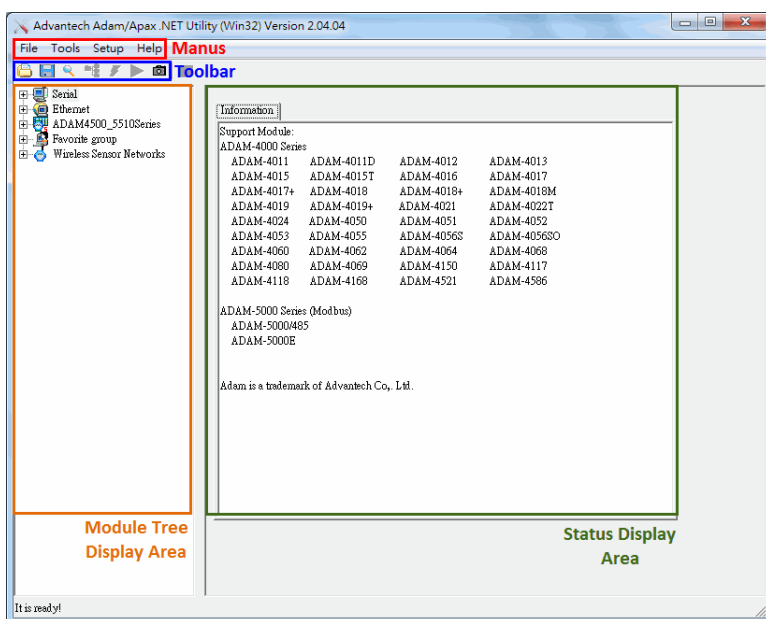 Advantech Adam/Apax .NET Utility (Win32) Version 2.04.04
File Tools Setup Help Manus
Toolbar
Serial
Ethernet
ADAM4500_5510Series
Favorite group
Wireless Sensor Networks
Information
Support Module:
ADAM-4000 Series
ADAM-4011 ADAM-4011D ADAM-4012 ADAM-4013
ADAM-4015 ADAM-4015T ADAM-4016 ADAM-4017
ADAM-4017+ ADAM-4018 ADAM-4018+ ADAM-4018M
ADAM-4019 ADAM-4019+ ADAM-4021 ADAM-4022T
ADAM-4024 ADAM-4050 ADAM-4051 ADAM-4052
ADAM-4053 ADAM-4055 ADAM-4056S ADAM-4056SO
ADAM-4060 ADAM-4062 ADAM-4064 ADAM-4068
ADAM-4080 ADAM-4069 ADAM-4150 ADAM-4117
ADAM-4118 ADAM-4168 ADAM-4521 ADAM-4586
ADAM-5000 Series (Modbus)
ADAM-5000/485
ADAM-5000E
Adam is a trademark of Advantech Co,. Ltd.
Module Tree
Display Area
Status Display
Area
It is ready!